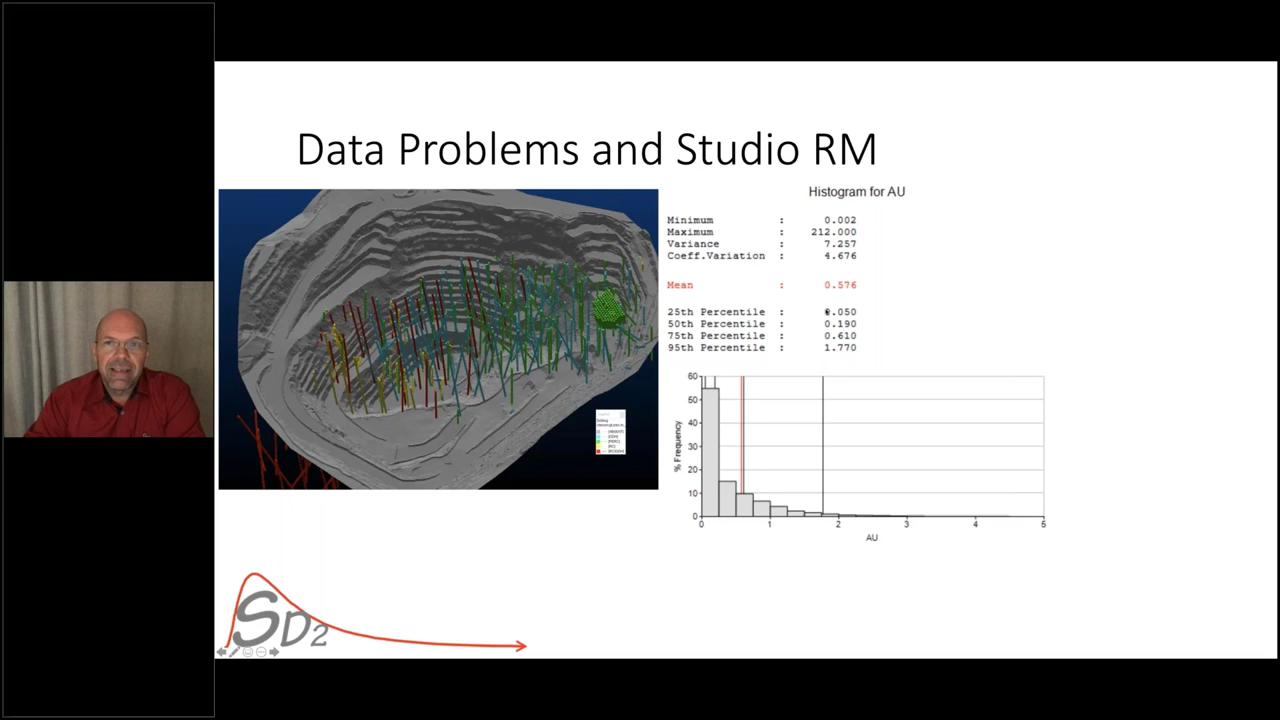 Data Problems and Studio RM
Histogram for AU
Minimum : 0.002
Maximum : 212.000
Variance : 7.257
Coeff.Variation : 4.676
Mean : 0.576
25th Percentile : 0.050
50th Percentile : 0.190
75th Percentile : 0.610
95th Percentile : 1.770
% Frequency
60
50
40
30
20
10
0
0 1 2 3 4 5
AU
SD2